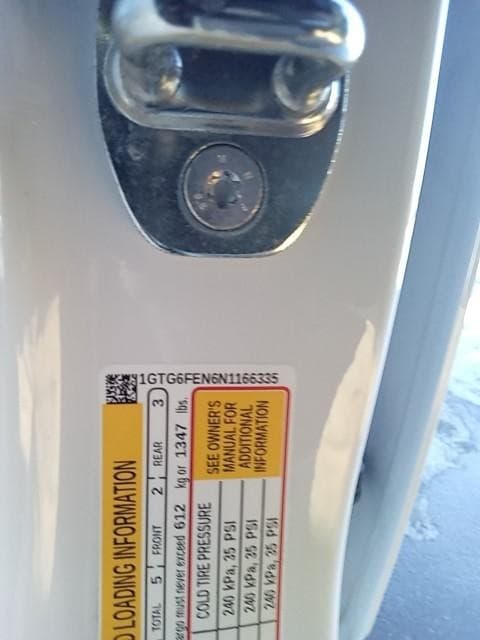 1GTG6FEN6N1166335
D LOADING INFORMATION
TOTAL 5 FRONT 2 REAR 3
argo must never exceed 612 kg or 1347 lbs.
COLD TIRE PRESSURE
240 kPa, 35 PSI
240 kPa, 35 PSI
240 kPa, 35 PSI
SEE OWNER'S
MANUAL FOR
ADDITIONAL
INFORMATION